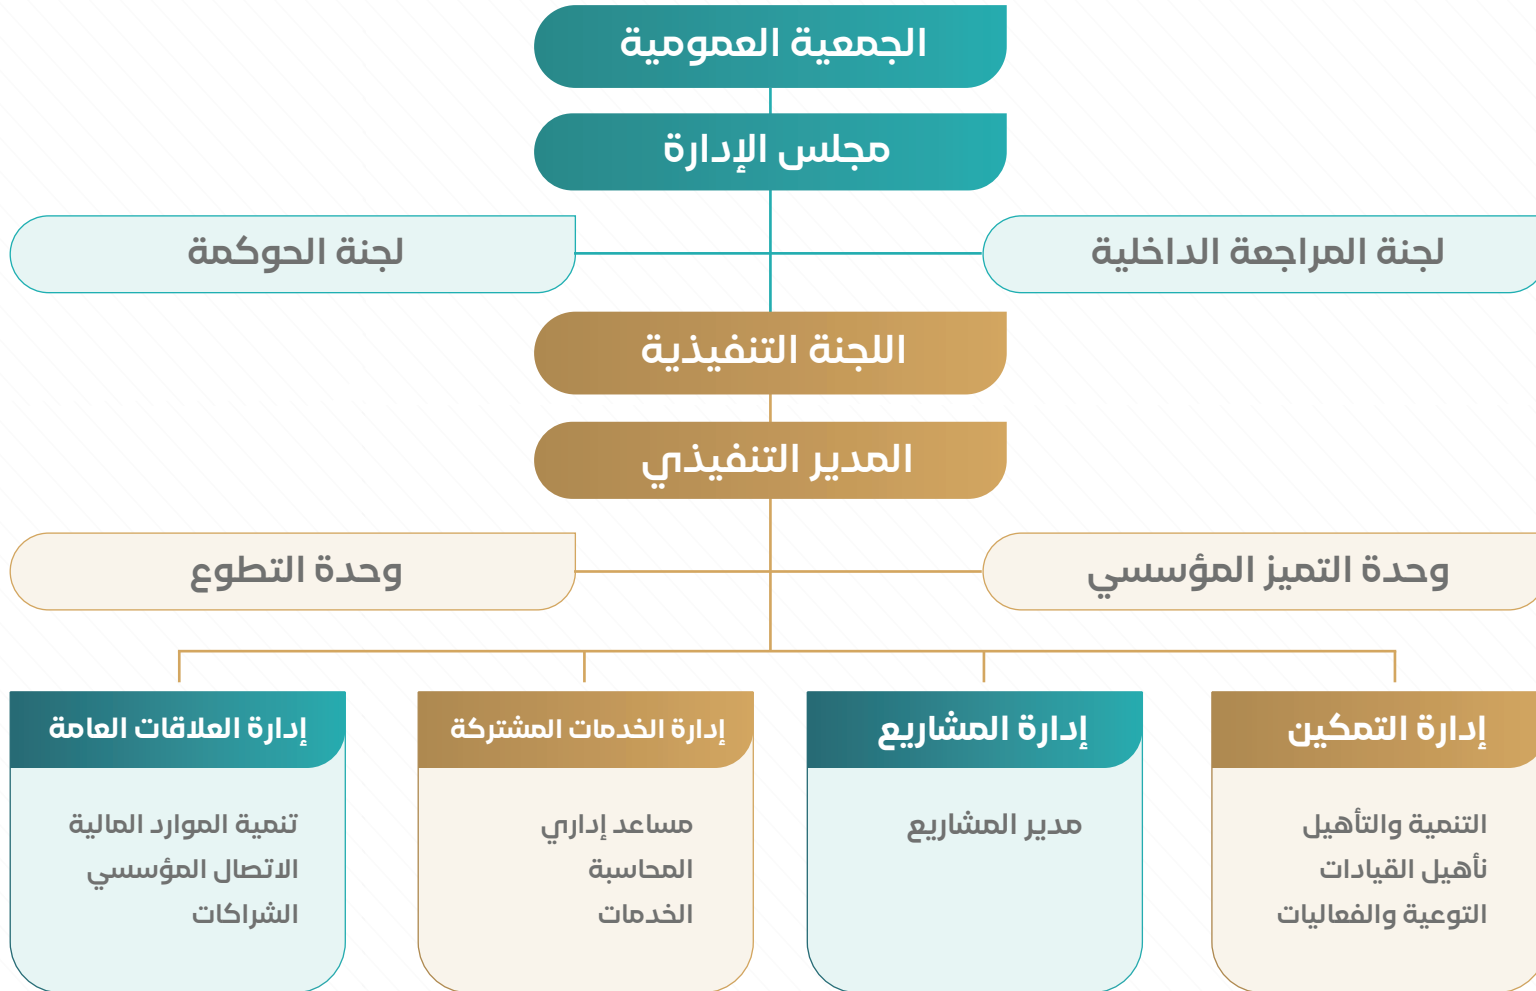 الجمعية العمومية
مجلس الإدارة
لجنة المراجعة الداخلية
لجنة الحوكمة
اللجنة التنفيذية
المدير التنفيذي
وحدة التميز المؤسسي
وحدة التطوع
إدارة التمكين
التنمية والتأهيل
نأهيل القيادات
التوعية والفعاليات
إدارة المشاريع
مدير المشاريع
إدارة الخدمات المشتركة
مساعد إداري
المحاسبة
الخدمات
إدارة العلاقات العامة
تنمية الموارد المالية
الاتصال المؤسسي
الشراكات